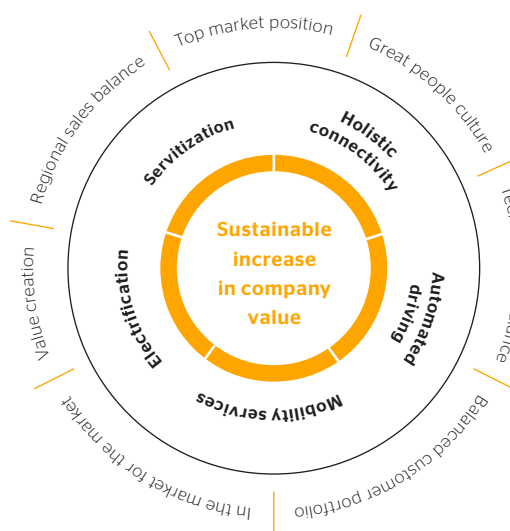 Top market position
Great people culture
Balanced customer portfolio
In the market for the market
Value creation
Regional sales balance
Servitization
Holistic
connectivity
Automated
driving
Mobility services
Electrification
Sustainable
increase
in company
value